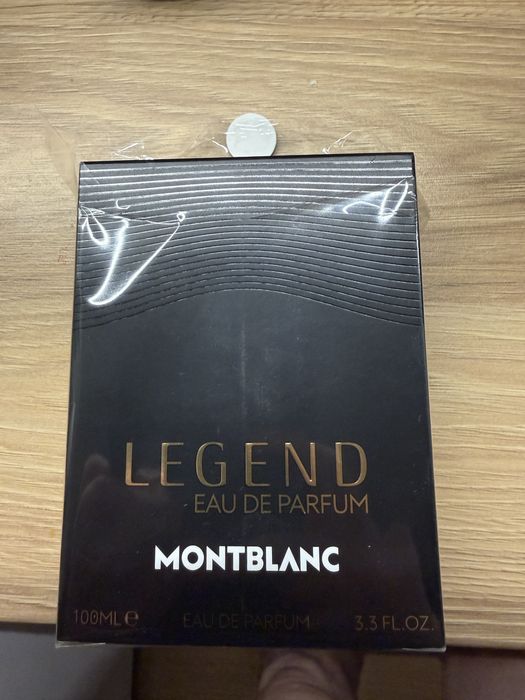 LEGEND
EAU DE PARFUM
MONTBLANC
100ML ℮ EAU DE PARFUM 3.3 FL.OZ.